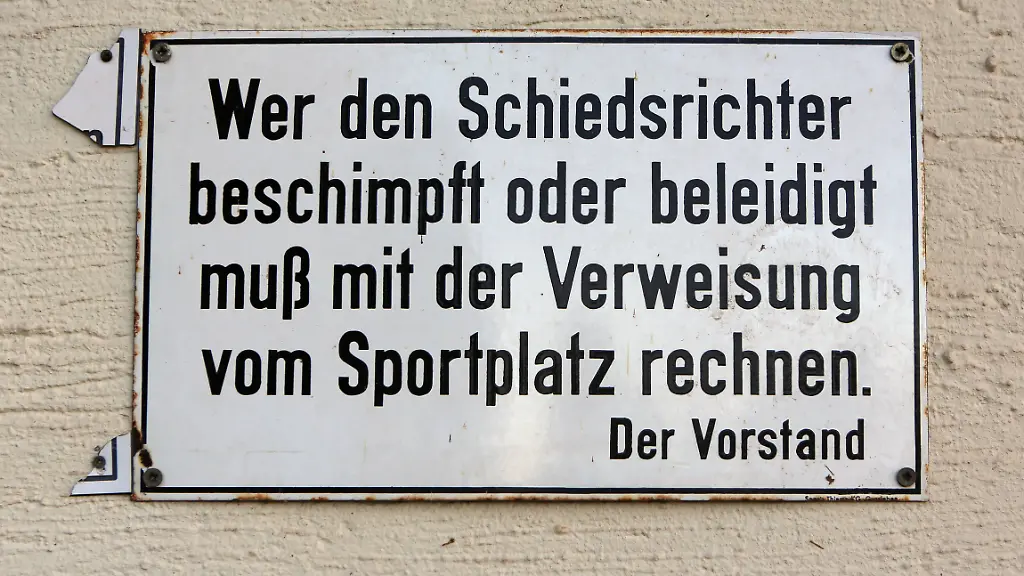 Wer den Schiedsrichter
beschimpft oder beleidigt
muß mit der Verweisung
vom Sportplatz rechnen.
Der Vorstand